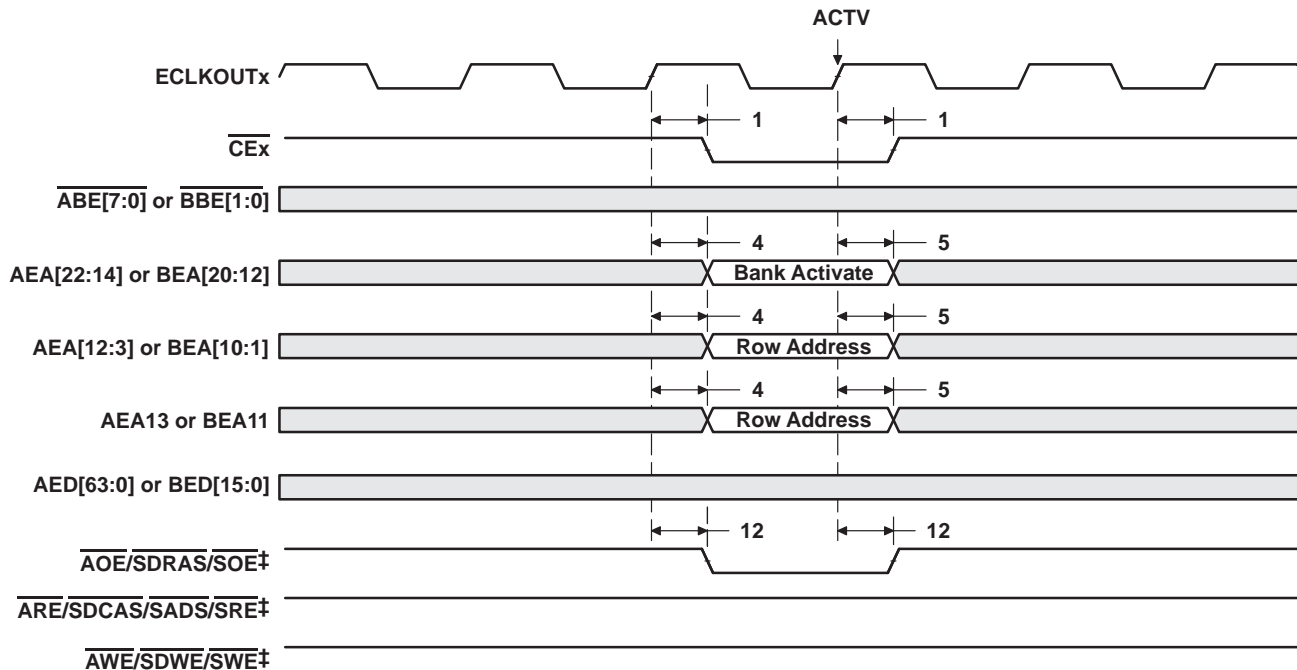 ACTV
ECLKOUTx
1 1
CEx
ABE[7:0] or BBE[1:0]
4 5
AEA[22:14] or BEA[20:12] Bank Activate
4 5
AEA[12:3] or BEA[10:1] Row Address
4 5
AEA13 or BEA11 Row Address
AED[63:0] or BED[15:0]
12 12
AOE/SDRAS/SOE‡
ARE/SDCAS/SADS/SRE‡
AWE/SDWE/SWE‡